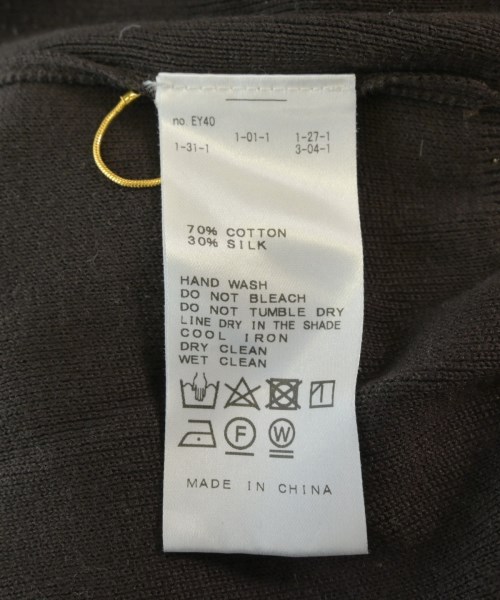 no EY40
1-01-1 1-27-1
1-31-1 3-04-1
70% COTTON
30% SILK
HAND WASH
DO NOT BLEACH
DO NOT TUMBLE DRY
LINE DRY IN THE SHADE
COOL IRON
DRY CLEAN
WET CLEAN
F W
MADE IN CHINA